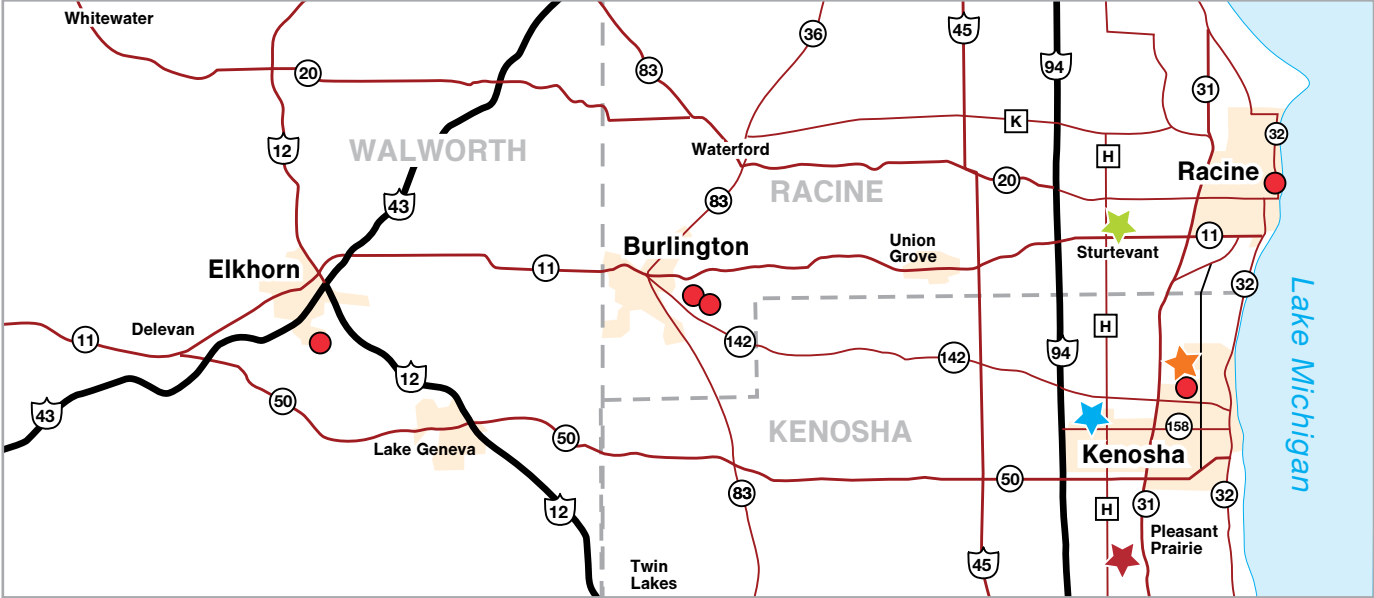 Whitewater
36
45
94
20
83
31
K
32
12
WALWORTH
Waterford
H
Racine
20
RACINE
43
83
11
Union
Grove
Burlington
Sturtevant
Elkhorn
11
32
Lake Michigan
Delevan
11
142
H
94
142
12
50
43
50
Lake Geneva
KENOSHA
158
Kenosha
50
83
32
31
H
12
Pleasant
Prairie
45
Twin
Lakes